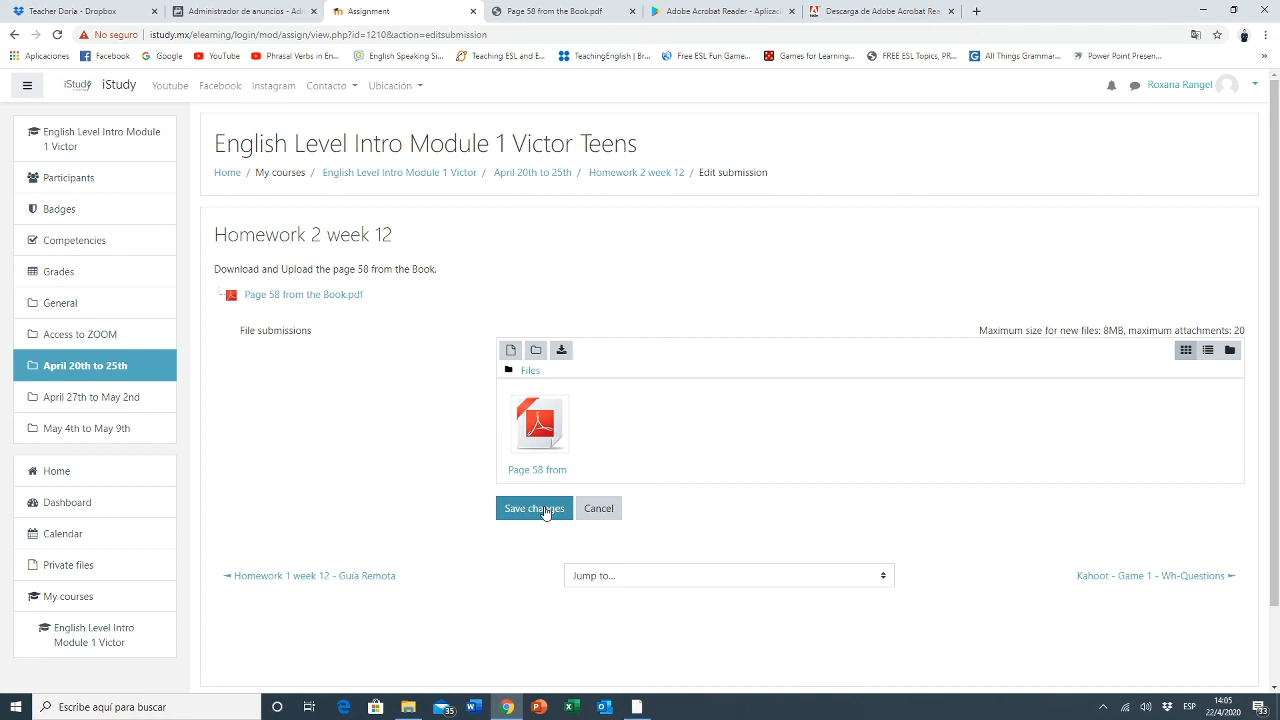 Teacher Doria - Dropbox
Administrador de anuncios - Adm
Assignment
Page 58 from the Book.pdf
Adobe Acrobat Reader - Aplicac
Descarga de Adobe Acrobat Rea
No seguro
istudy.mx/elearning/login/mod/assign/view.php?id=1210&action=editsubmission
Aplicaciones
Facebook
Google
YouTube
Phrasal Verbs in En...
English Speaking Si...
Teaching ESL and E...
TeachingEnglish | Br...
Free ESL Fun Game...
Games for Learning...
FREE ESL Topics, PR...
All Things Grammar...
Power Point Presen...
iStudy
iStudy
Youtube
Facebook
Instagram
Contacto
Ubicación
Roxana Rangel
English Level Intro Module
1 Victor
Participants
Badges
Competencies
Grades
General
Access to ZOOM
April 20th to 25th
April 27th to May 2nd
May 4th to May 9th
Home
Dashboard
Calendar
Private files
My courses
English Level Intro
Module 1 Victor
English Level Intro Module 1 Victor Teens
Home / My courses / English Level Intro Module 1 Victor / April 20th to 25th / Homework 2 week 12 / Edit submission
Homework 2 week 12
Download and Upload the page 58 from the Book.
Page 58 from the Book.pdf
File submissions
Maximum size for new files: 8MB, maximum attachments: 20
Files
Page 58 from
Save changes
Cancel
◄ Homework 1 week 12 - Guía Remota
Jump to...
Kahoot - Game 1 - Wh-Questions ►
Escribe aquí para buscar
35
ESP
14:05
22/4/2020